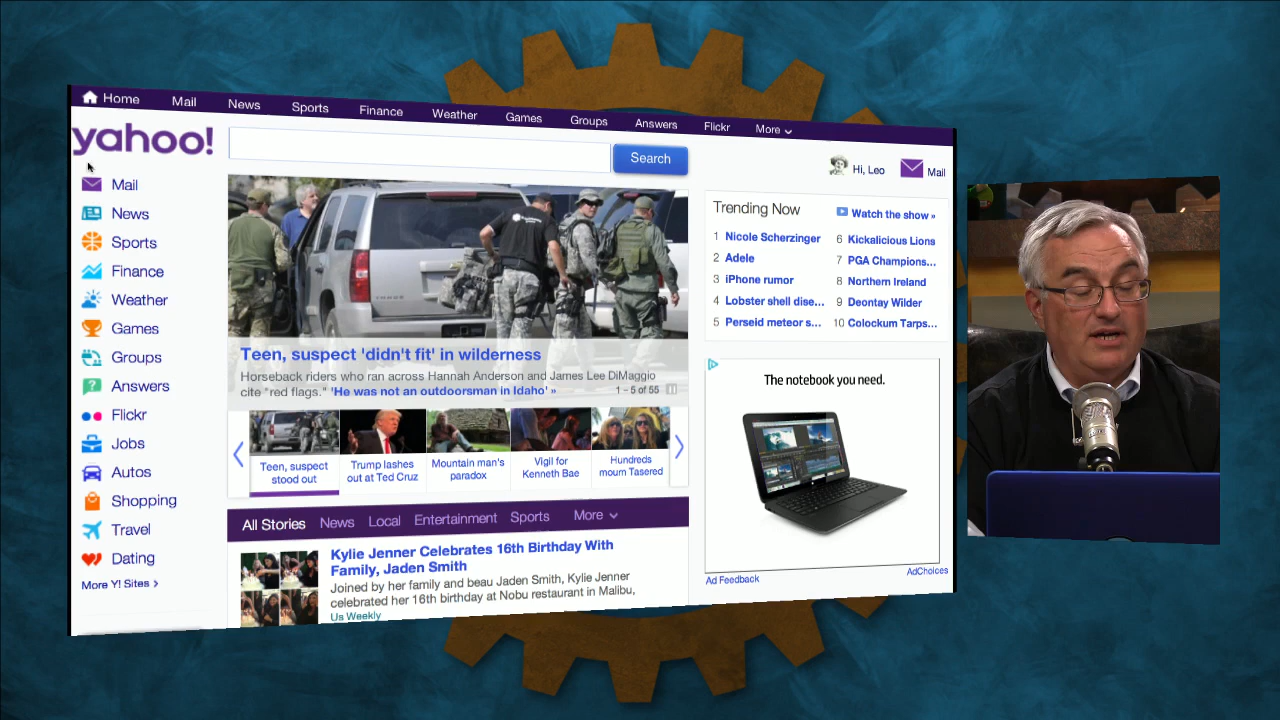 Home Mail News Sports Finance Weather Games Groups Answers Flickr More
yahoo!
Search
Hi, Leo
Mail
Mail
News
Sports
Finance
Weather
Games
Groups
Answers
Flickr
Jobs
Autos
Shopping
Travel
Dating
More Y! Sites >
Teen, suspect 'didn't fit' in wilderness
Horseback riders who ran across Hannah Anderson and James Lee DiMaggio
cite "red flags." 'He was not an outdoorsman in Idaho' »
1 - 5 of 55
Teen, suspect
stood out
Trump lashes
out at Ted Cruz
Mountain man's
paradox
Vigil for
Kenneth Bae
Hundreds
mourn Tasered
All Stories News Local Entertainment Sports More
Kylie Jenner Celebrates 16th Birthday With
Family, Jaden Smith
Joined by her family and beau Jaden Smith, Kylie Jenner
celebrated her 16th birthday at Nobu restaurant in Malibu,
Us Weekly
Trending Now
Watch the show »
1 Nicole Scherzinger
2 Adele
3 iPhone rumor
4 Lobster shell dise...
5 Perseid meteor s...
6 Kickalicious Lions
7 PGA Champions...
8 Northern Ireland
9 Deontay Wilder
10 Colockum Tarps...
The notebook you need.
Ad Feedback
AdChoices